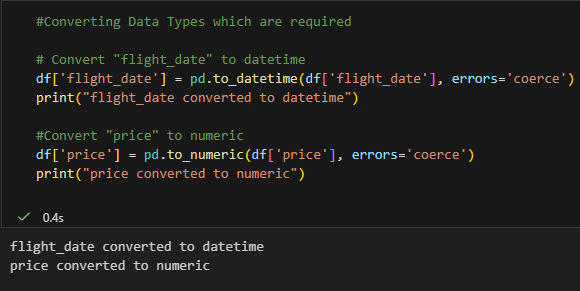 #Converting Data Types which are required
# Convert "flight_date" to datetime
df['flight_date'] = pd.to_datetime(df['flight_date'], errors='coerce')
print("flight_date converted to datetime")
#Convert "price" to numeric
df['price'] = pd.to_numeric(df['price'], errors='coerce')
print("price converted to numeric")
0.4s
flight_date converted to datetime
price converted to numeric